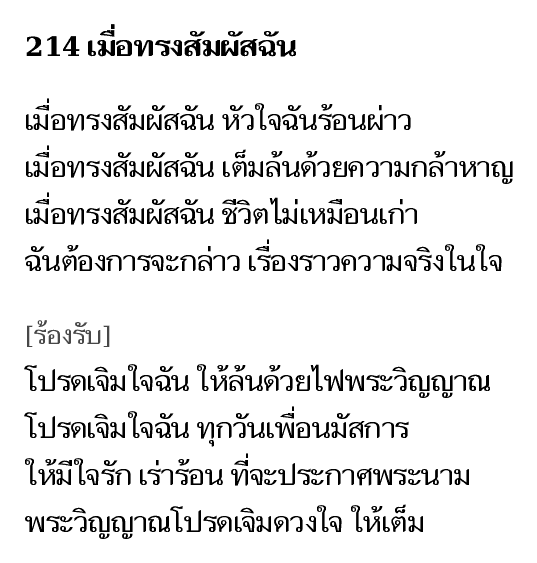 214 เมื่อทรงสัมผัสฉัน
เมื่อทรงสัมผัสฉัน หัวใจฉันร้อนผ่าว
เมื่อทรงสัมผัสฉัน เต็มล้นด้วยความกล้าหาญ
เมื่อทรงสัมผัสฉัน ชีวิตไม่เหมือนเก่า
ฉันต้องการจะกล่าว เรื่องราวความจริงในใจ
[ร้องรับ]
โปรดเจิมใจฉัน ให้ล้นด้วยไฟพระวิญญาณ
โปรดเจิมใจฉัน ทุกวันเพื่อนมัสการ
ให้มีใจรัก เร่าร้อน ที่จะประกาศพระนาม
พระวิญญาณโปรดเจิมดวงใจ ให้เต็ม